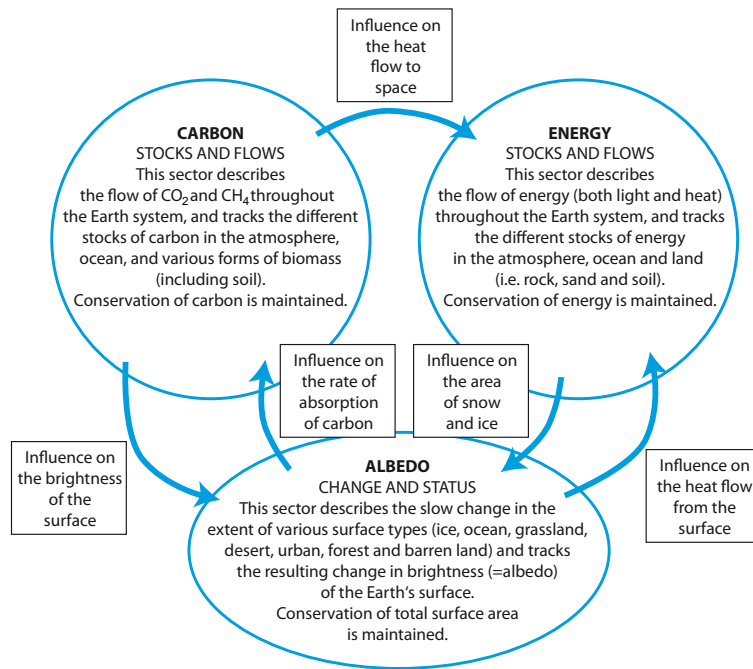 Influence on
the heat
flow to
space
CARBON
STOCKS AND FLOWS
This sector describes
the flow of CO2 and CH4 throughout
the Earth system, and tracks the different
stocks of carbon in the atmosphere,
ocean, and various forms of biomass
(including soil).
Conservation of carbon is maintained.
ENERGY
STOCKS AND FLOWS
This sector describes
the flow of energy (both light and heat)
throughout the Earth system, and tracks
the different stocks of energy
in the atmosphere, ocean and land
(i.e. rock, sand and soil).
Conservation of energy is maintained.
Influence on
the rate of
absorption
of carbon
Influence on
the area
of snow
and ice
Influence on
the brightness
of the
surface
Influence on
the heat flow
from the
surface
ALBEDO
CHANGE AND STATUS
This sector describes the slow change in the
extent of various surface types (ice, ocean, grassland,
desert, urban, forest and barren land) and tracks
the resulting change in brightness (=albedo)
of the Earth's surface.
Conservation of total surface area
is maintained.